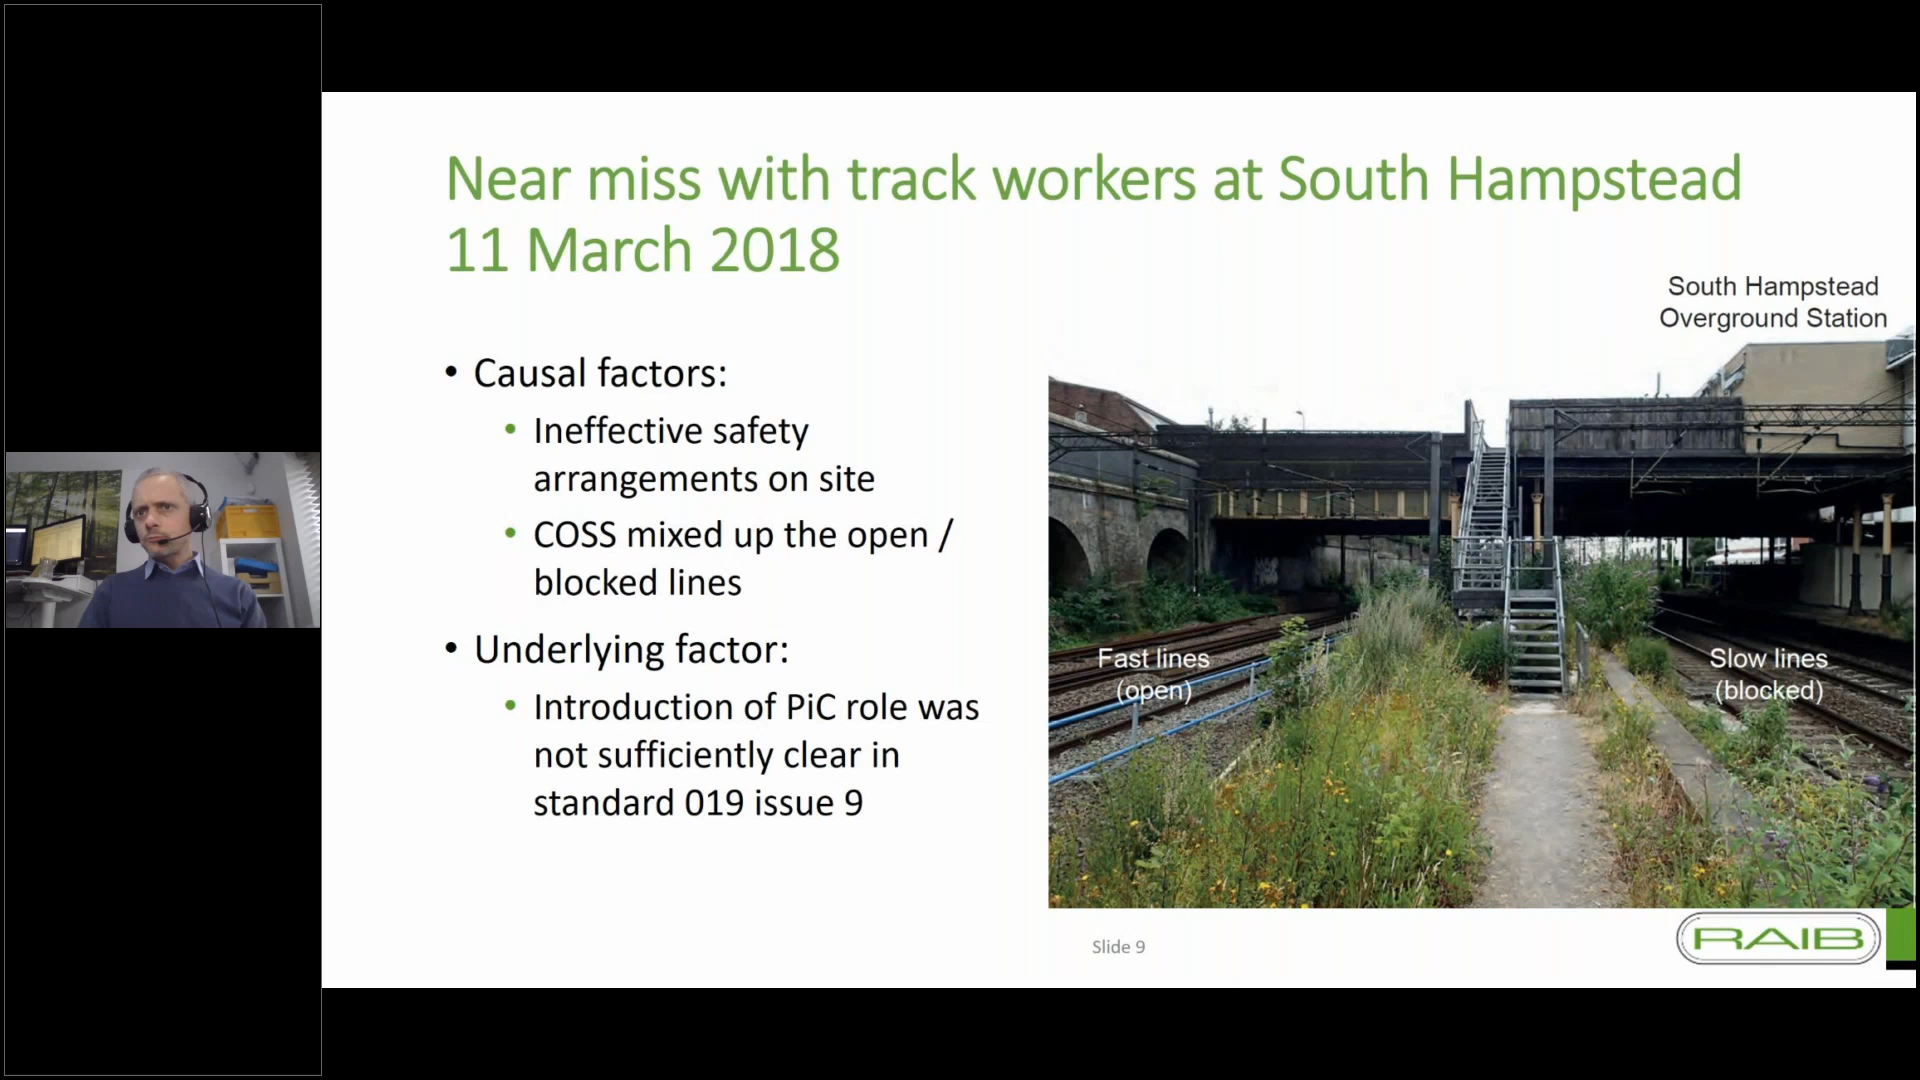 Near miss with track workers at South Hampstead
11 March 2018
South Hampstead
Overground Station
• Causal factors:
• Ineffective safety
arrangements on site
• COSS mixed up the open /
blocked lines
• Underlying factor:
• Introduction of PiC role was
not sufficiently clear in
standard 019 issue 9
Fast lines
(open)
Slow lines
(blocked)
Slide 9
RAIB